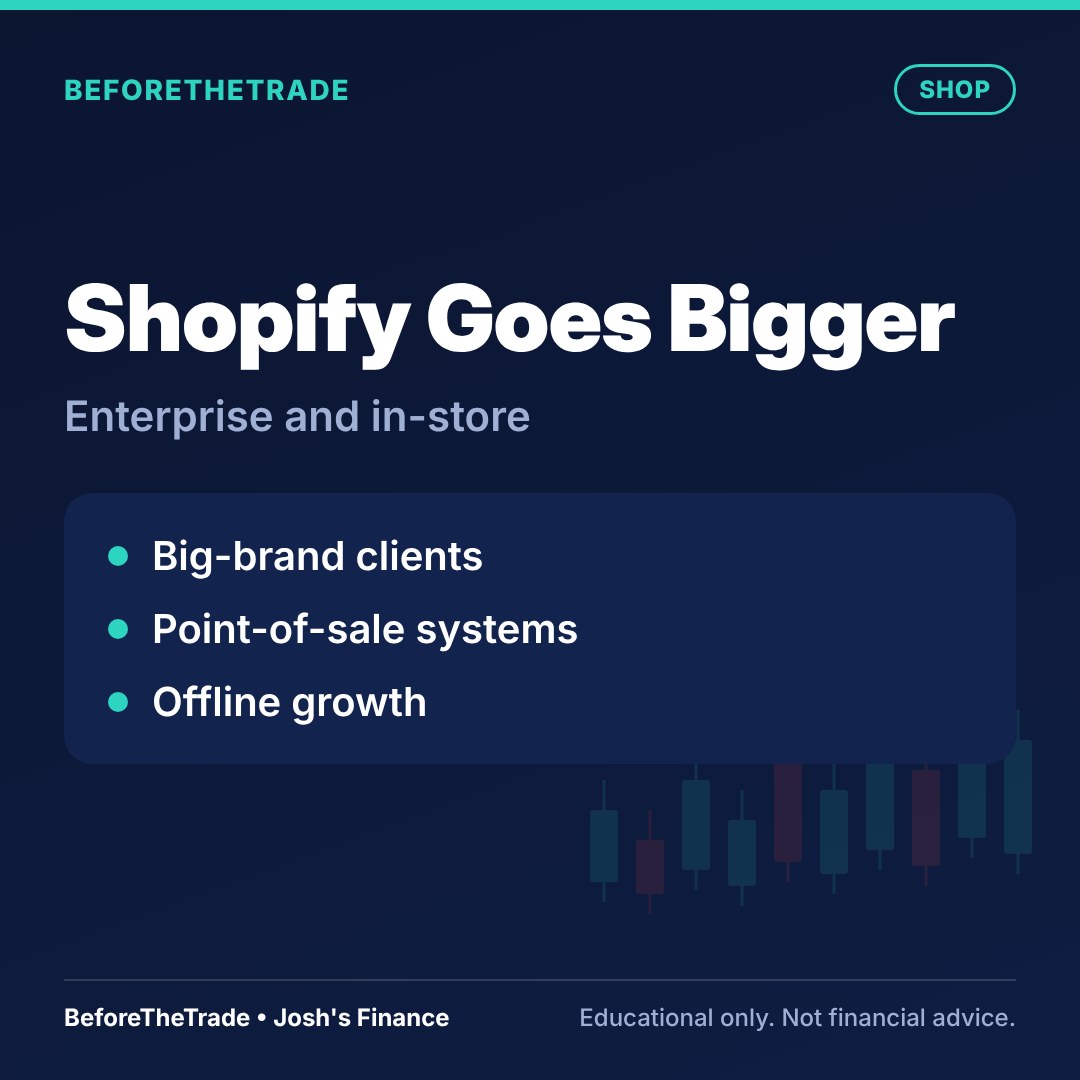 BEFORETHETRADE
SHOP
Shopify Goes Bigger
Enterprise and in-store
Big-brand clients
Point-of-sale systems
Offline growth
BeforeTheTrade • Josh's Finance
Educational only. Not financial advice.